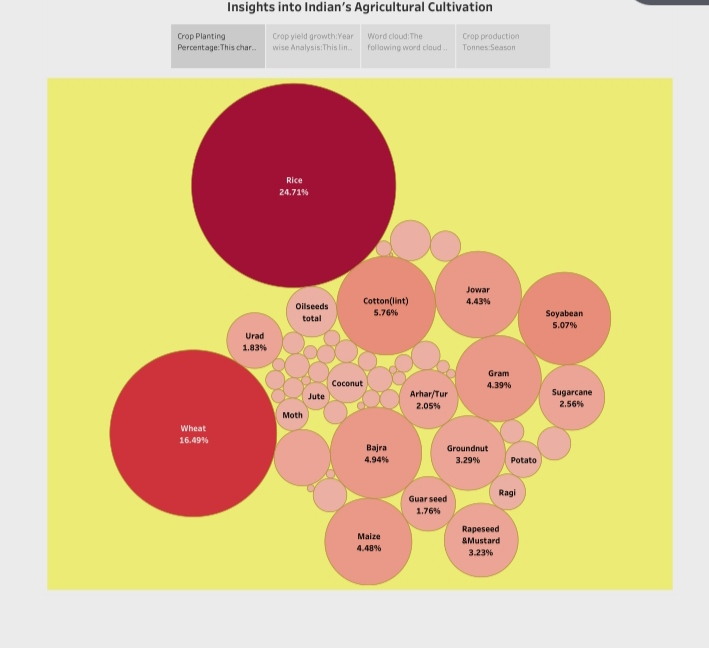 Insights into Indian's Agricultural Cultivation
Crop Planting
Percentage:This char..
Crop yield growth:Year
wise Analysis:This lin..
Word cloud:The
following word cloud ..
Crop production
Tonnes:Season
Rice
24.71%
Cotton(lint)
5.76%
Jowar
4.43%
Soyabean
5.07%
Oilseeds
total
Urad
1.83%
Gram
4.39%
Coconut
Jute
Arhar/Tur
2.05%
Sugarcane
2.56%
Moth
Wheat
16.49%
Bajra
4.94%
Groundnut
3.29%
Potato
Ragi
Guar seed
1.76%
Maize
4.48%
Rapeseed
&Mustard
3.23%